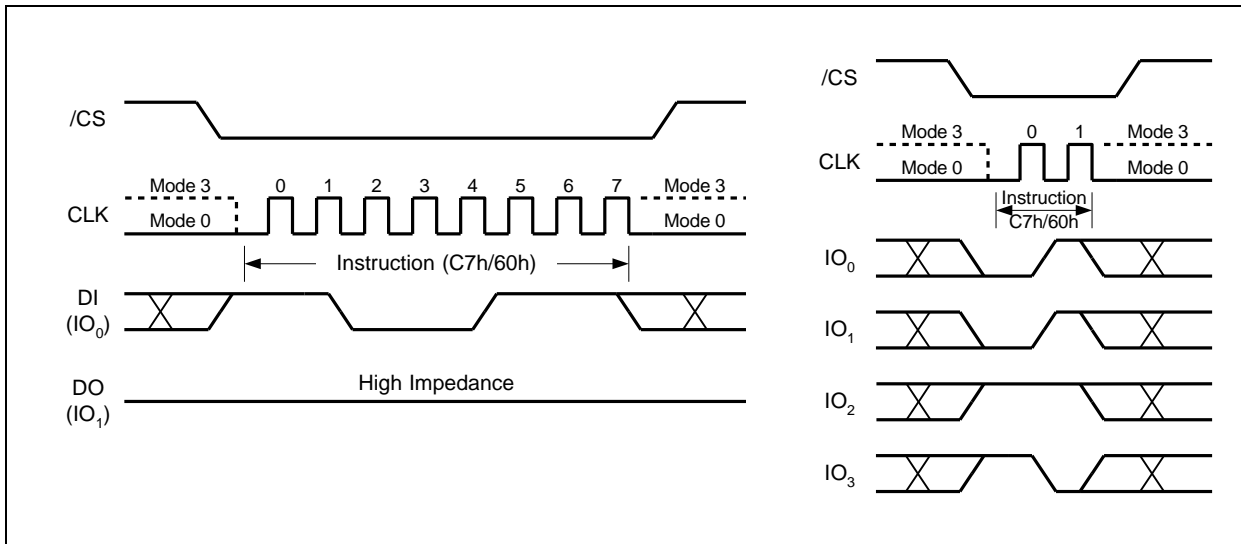 /CS
Mode 3 0 1 2 3 4 5 6 7 Mode 3
CLK
Mode 0 Mode 0
Instruction (C7h/60h)
DI
(IO0)
High Impedance
DO
(IO1)
/CS
Mode 3 0 1 Mode 3
CLK
Mode 0 Mode 0
Instruction
C7h/60h
IO0
IO1
IO2
IO3